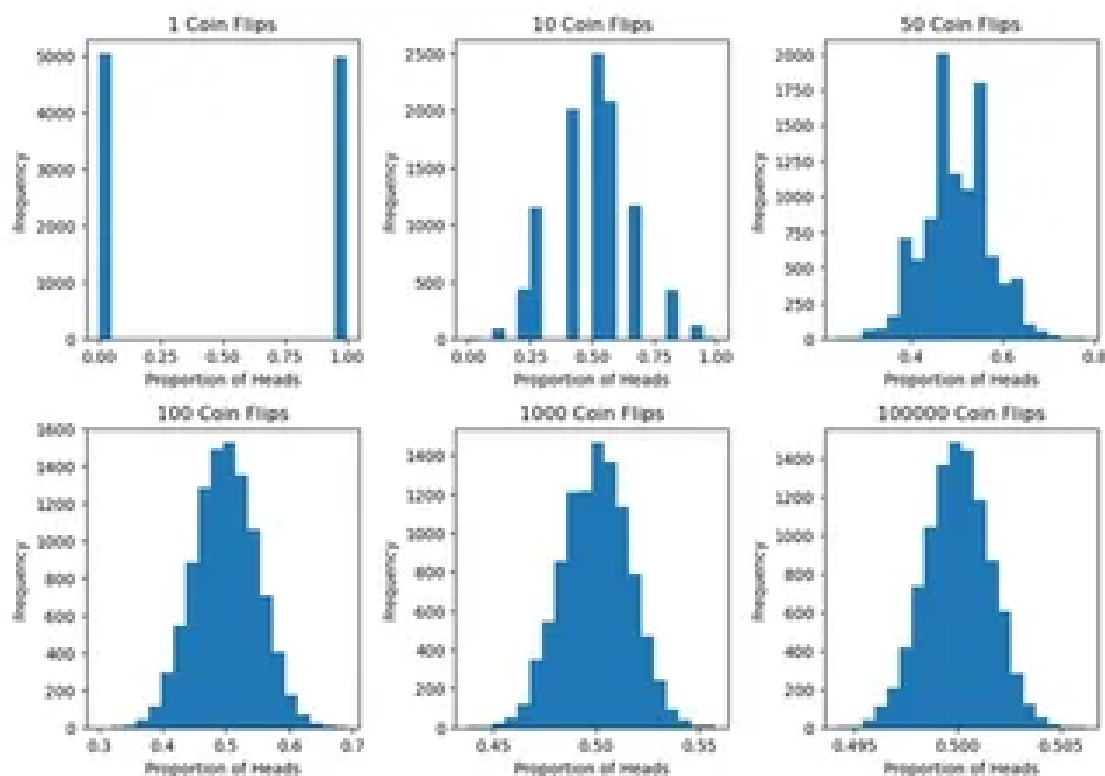 1 Coin Flips
5000
4000
3000
2000
1000
0
Frequency
0.00 0.25 0.50 0.75 1.00
Proportion of Heads
10 Coin Flips
2500
2000
1500
1000
500
0
Frequency
0.00 0.25 0.50 0.75 1.00
Proportion of Heads
50 Coin Flips
2000
1750
1500
1250
1000
750
500
250
0
Frequency
0.4 0.6 0.8
Proportion of Heads
100 Coin Flips
1600
1400
1200
1000
800
600
400
200
0
Frequency
0.3 0.4 0.5 0.6 0.7
Proportion of Heads
1000 Coin Flips
1400
1200
1000
800
600
400
200
0
Frequency
0.45 0.50 0.55
Proportion of Heads
100000 Coin Flips
1400
1200
1000
800
600
400
200
0
Frequency
0.495 0.500 0.505
Proportion of Heads